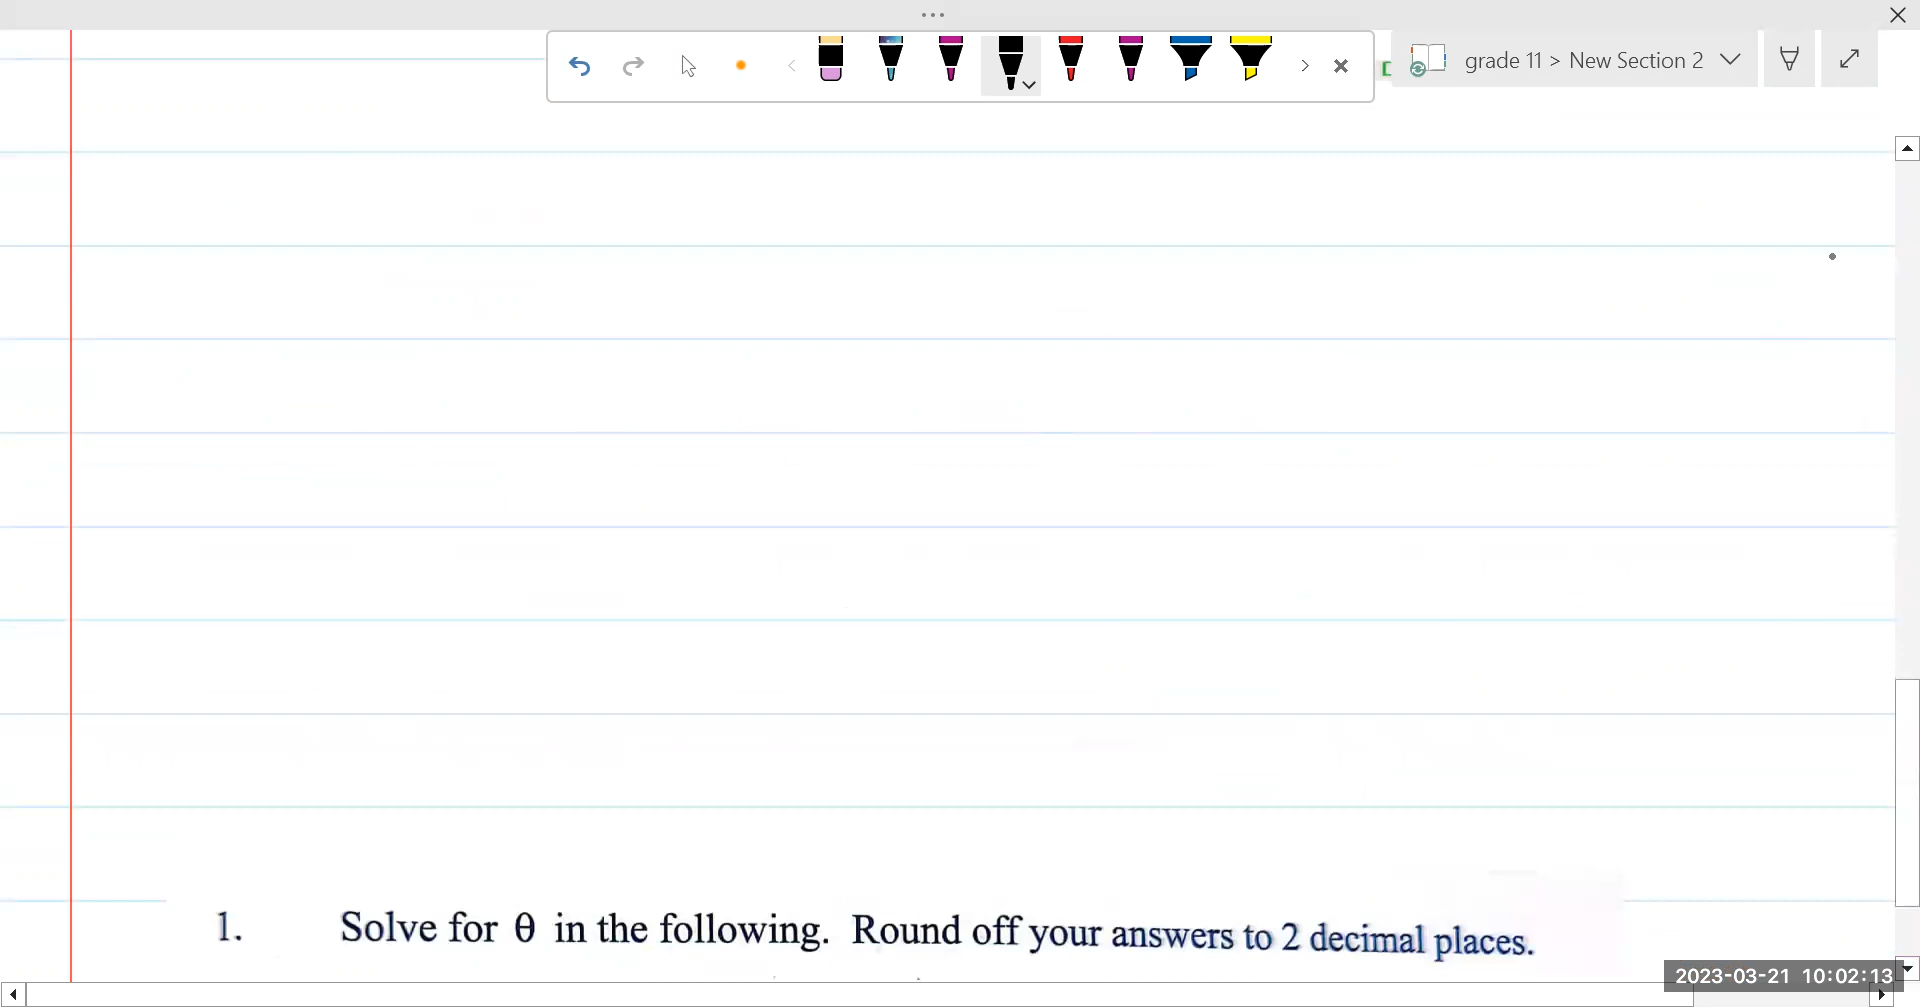 grade 11 > New Section 2
1. Solve for θ in the following. Round off your answers to 2 decimal places.
2023-03-21 10:02:13